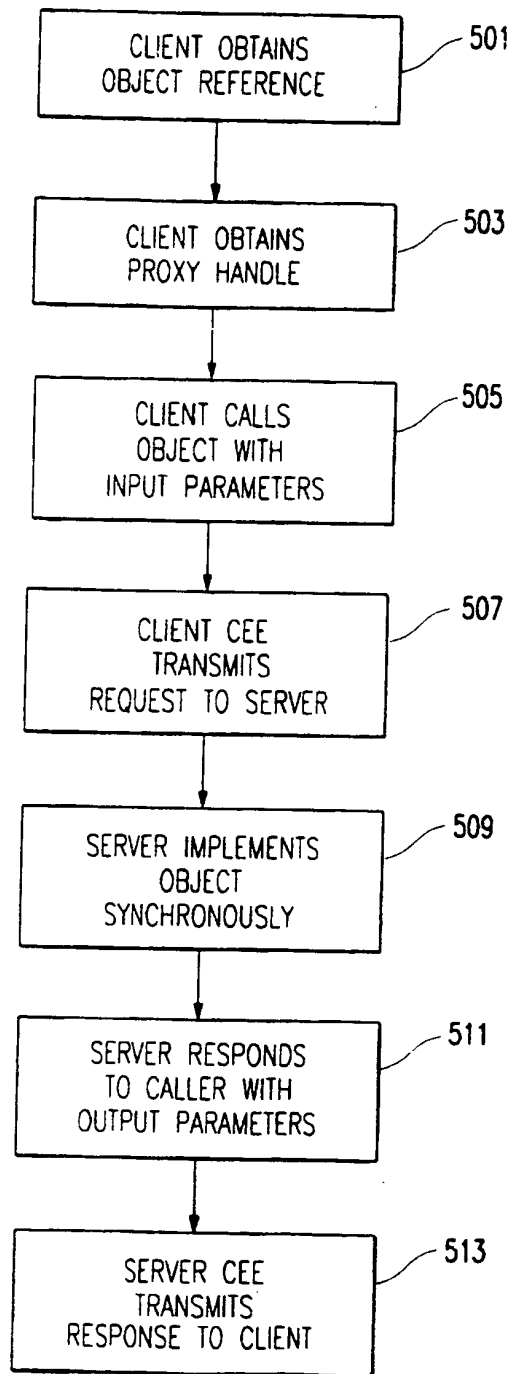 CLIENT OBTAINS
OBJECT REFERENCE
501
CLIENT OBTAINS
PROXY HANDLE
503
CLIENT CALLS
OBJECT WITH
INPUT PARAMETERS
505
CLIENT CEE
TRANSMITS
REQUEST TO SERVER
507
SERVER IMPLEMENTS
OBJECT
SYNCHRONOUSLY
509
SERVER RESPONDS
TO CALLER WITH
OUTPUT PARAMETERS
511
SERVER CEE
TRANSMITS
RESPONSE TO CLIENT
513